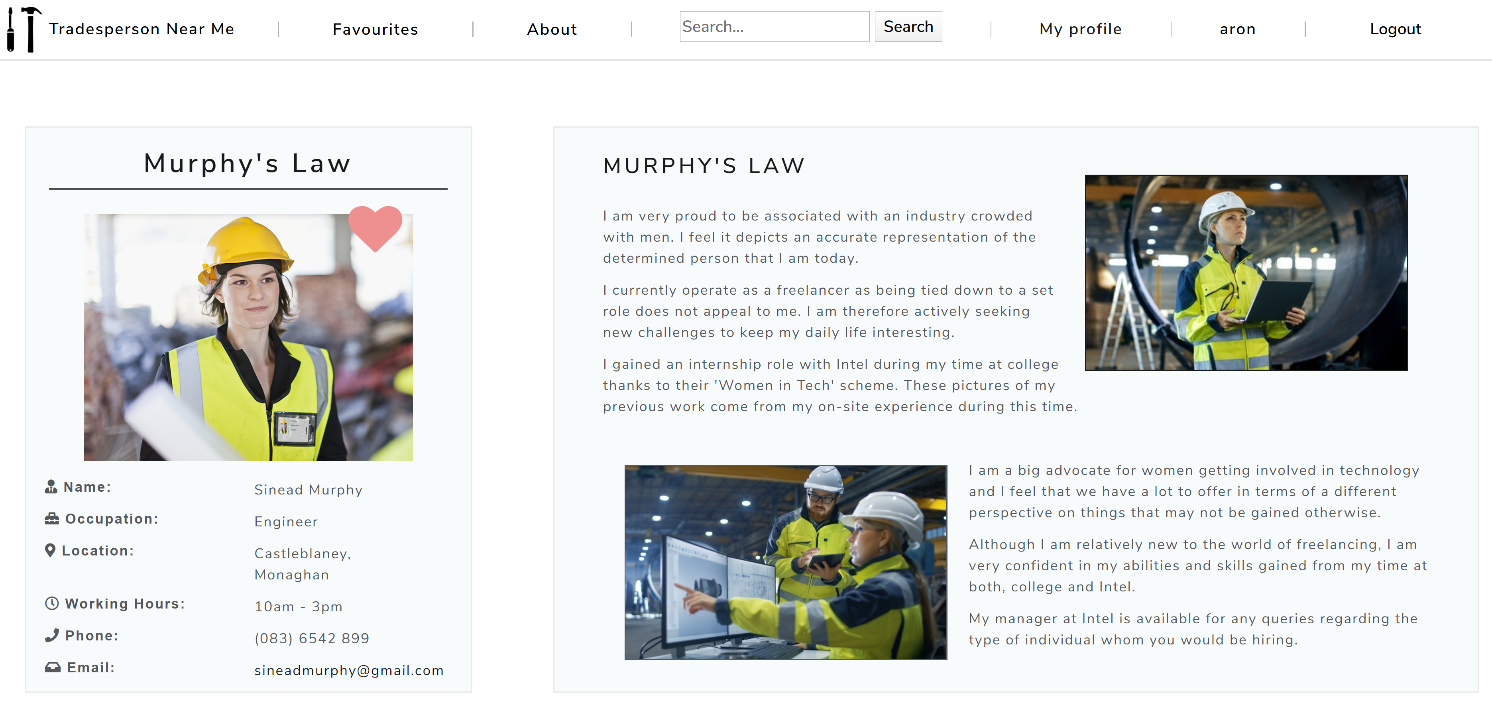 Tradesperson Near Me | Favourites | About | Search... Search | My profile | aron | Logout
Murphy's Law
Name: Sinead Murphy
Occupation: Engineer
Location: Castleblaney,
Monaghan
Working Hours: 10am - 3pm
Phone: (083) 6542 899
Email: sineadmurphy@gmail.com
MURPHY'S LAW
I am very proud to be associated with an industry crowded
with men. I feel it depicts an accurate representation of the
determined person that I am today.
I currently operate as a freelancer as being tied down to a set
role does not appeal to me. I am therefore actively seeking
new challenges to keep my daily life interesting.
I gained an internship role with Intel during my time at college
thanks to their 'Women in Tech' scheme. These pictures of my
previous work come from my on-site experience during this time.
I am a big advocate for women getting involved in technology
and I feel that we have a lot to offer in terms of a different
perspective on things that may not be gained otherwise.
Although I am relatively new to the world of freelancing, I am
very confident in my abilities and skills gained from my time at
both, college and Intel.
My manager at Intel is available for any queries regarding the
type of individual whom you would be hiring.